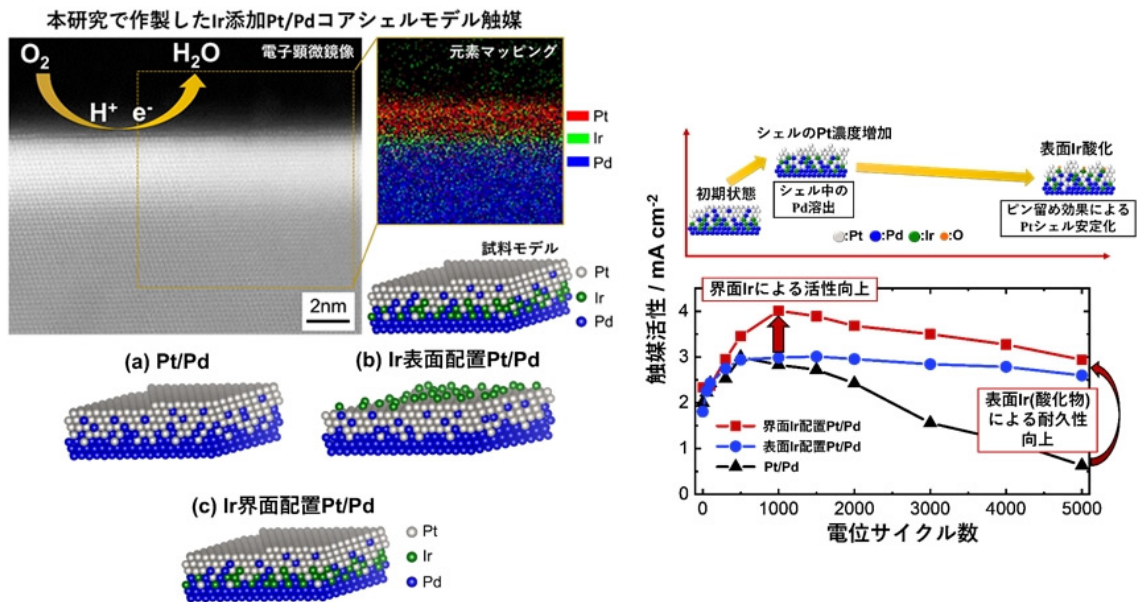 本研究で作製したIr添加Pt/Pdコアシェルモデル触媒
電子顕微鏡像
O₂
H₂O
H⁺ e⁻
2nm
元素マッピング
Pt
Ir
Pd
試料モデル
Pt
Ir
Pd
(a) Pt/Pd
(b) Ir表面配置Pt/Pd
(c) Ir界面配置Pt/Pd
Pt
Ir
Pd
シェルのPt濃度増加
初期状態
シェル中の
Pd溶出
表面Ir酸化
ピン留め効果による
Ptシェル安定化
:Pt :Pd :Ir :O
触媒活性 / mA cm⁻²
4
3
2
1
0
界面Irによる活性向上
表面Ir(酸化物)
による耐久性
向上
界面Ir配置Pt/Pd
表面Ir配置Pt/Pd
Pt/Pd
0 1000 2000 3000 4000 5000
電位サイクル数